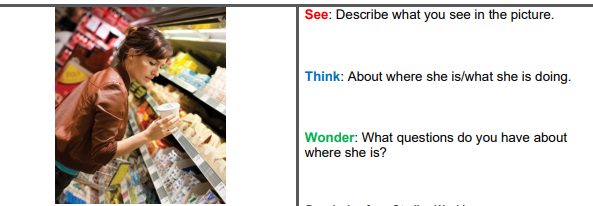 See: Describe what you see in the picture.
Think: About where she is/what she is doing.
Wonder: What questions do you have about
where she is?